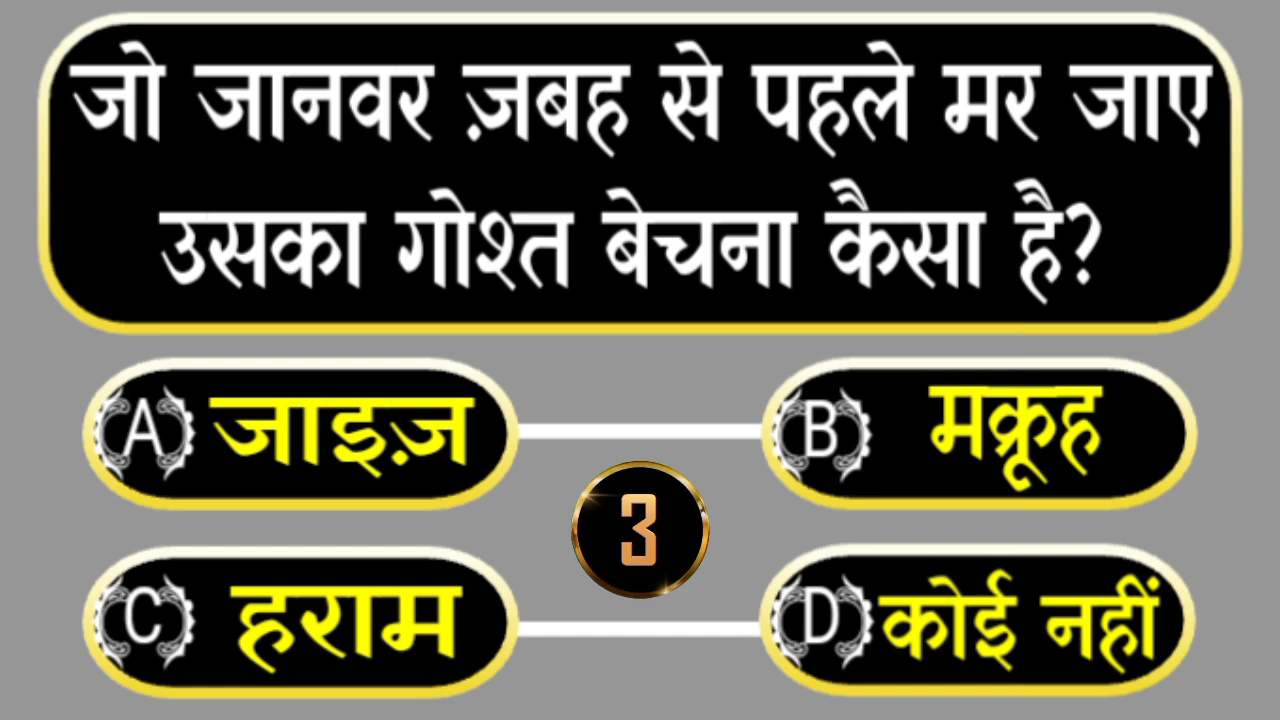 जो जानवर ज़बह से पहले मर जाए
उसका गोश्त बेचना कैसा है?
A जाइज़
B मक्रूह
3
C हराम
D कोई नहीं